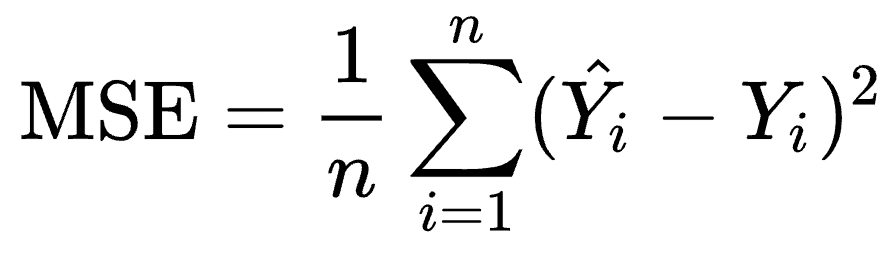 MSE = \frac{1}{n} \sum_{i=1}^{n} (\hat{Y}_i - Y_i)^2